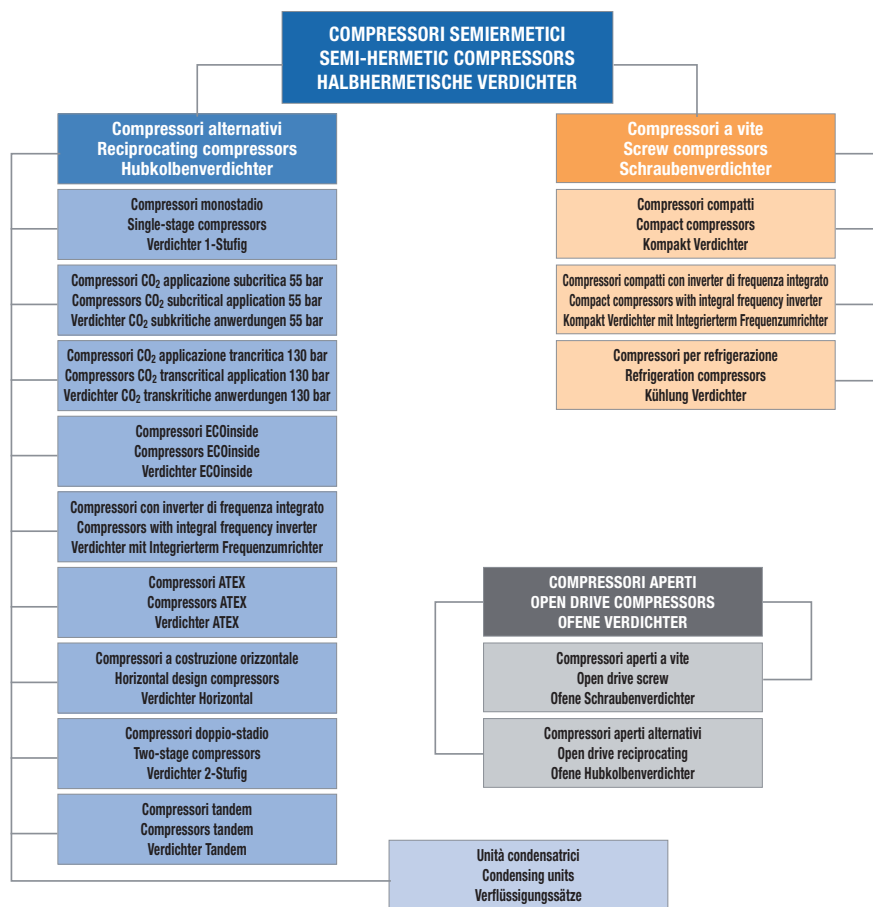 COMPRESSORI SEMIERMETICI
SEMI-HERMETIC COMPRESSORS
HALBHERMETISCHE VERDICHTER
Compressori alternativi
Reciprocating compressors
Hubkolbenverdichter
Compressori monostadio
Single-stage compressors
Verdichter 1-Stufig
Compressori CO₂ applicazione subcritica 55 bar
Compressors CO₂ subcritical application 55 bar
Verdichter CO₂ subkritiche anwerdungen 55 bar
Compressori CO₂ applicazione trancritica 130 bar
Compressors CO₂ transcritical application 130 bar
Verdichter CO₂ transkritiche anwerdungen 130 bar
Compressori ECOinside
Compressors ECOinside
Verdichter ECOinside
Compressori con inverter di frequenza integrato
Compressors with integral frequency inverter
Verdichter mit Integrierterm Frequenzumrichter
Compressori ATEX
Compressors ATEX
Verdichter ATEX
Compressori a costruzione orizzontale
Horizontal design compressors
Verdichter Horizontal
Compressori doppio-stadio
Two-stage compressors
Verdichter 2-Stufig
Compressori tandem
Compressors tandem
Verdichter Tandem
Compressori a vite
Screw compressors
Schraubenverdichter
Compressori compatti
Compact compressors
Kompakt Verdichter
Compressori compatti con inverter di frequenza integrato
Compact compressors with integral frequency inverter
Kompakt Verdichter mit Integrierterm Frequenzumrichter
Compressori per refrigerazione
Refrigeration compressors
Kühlung Verdichter
COMPRESSORI APERTI
OPEN DRIVE COMPRESSORS
OFENE VERDICHTER
Compressori aperti a vite
Open drive screw
Ofene Schraubenverdichter
Compressori aperti alternativi
Open drive reciprocating
Ofene Hubkolbenverdichter
Unità condensatrici
Condensing units
Verflüssigungssätze